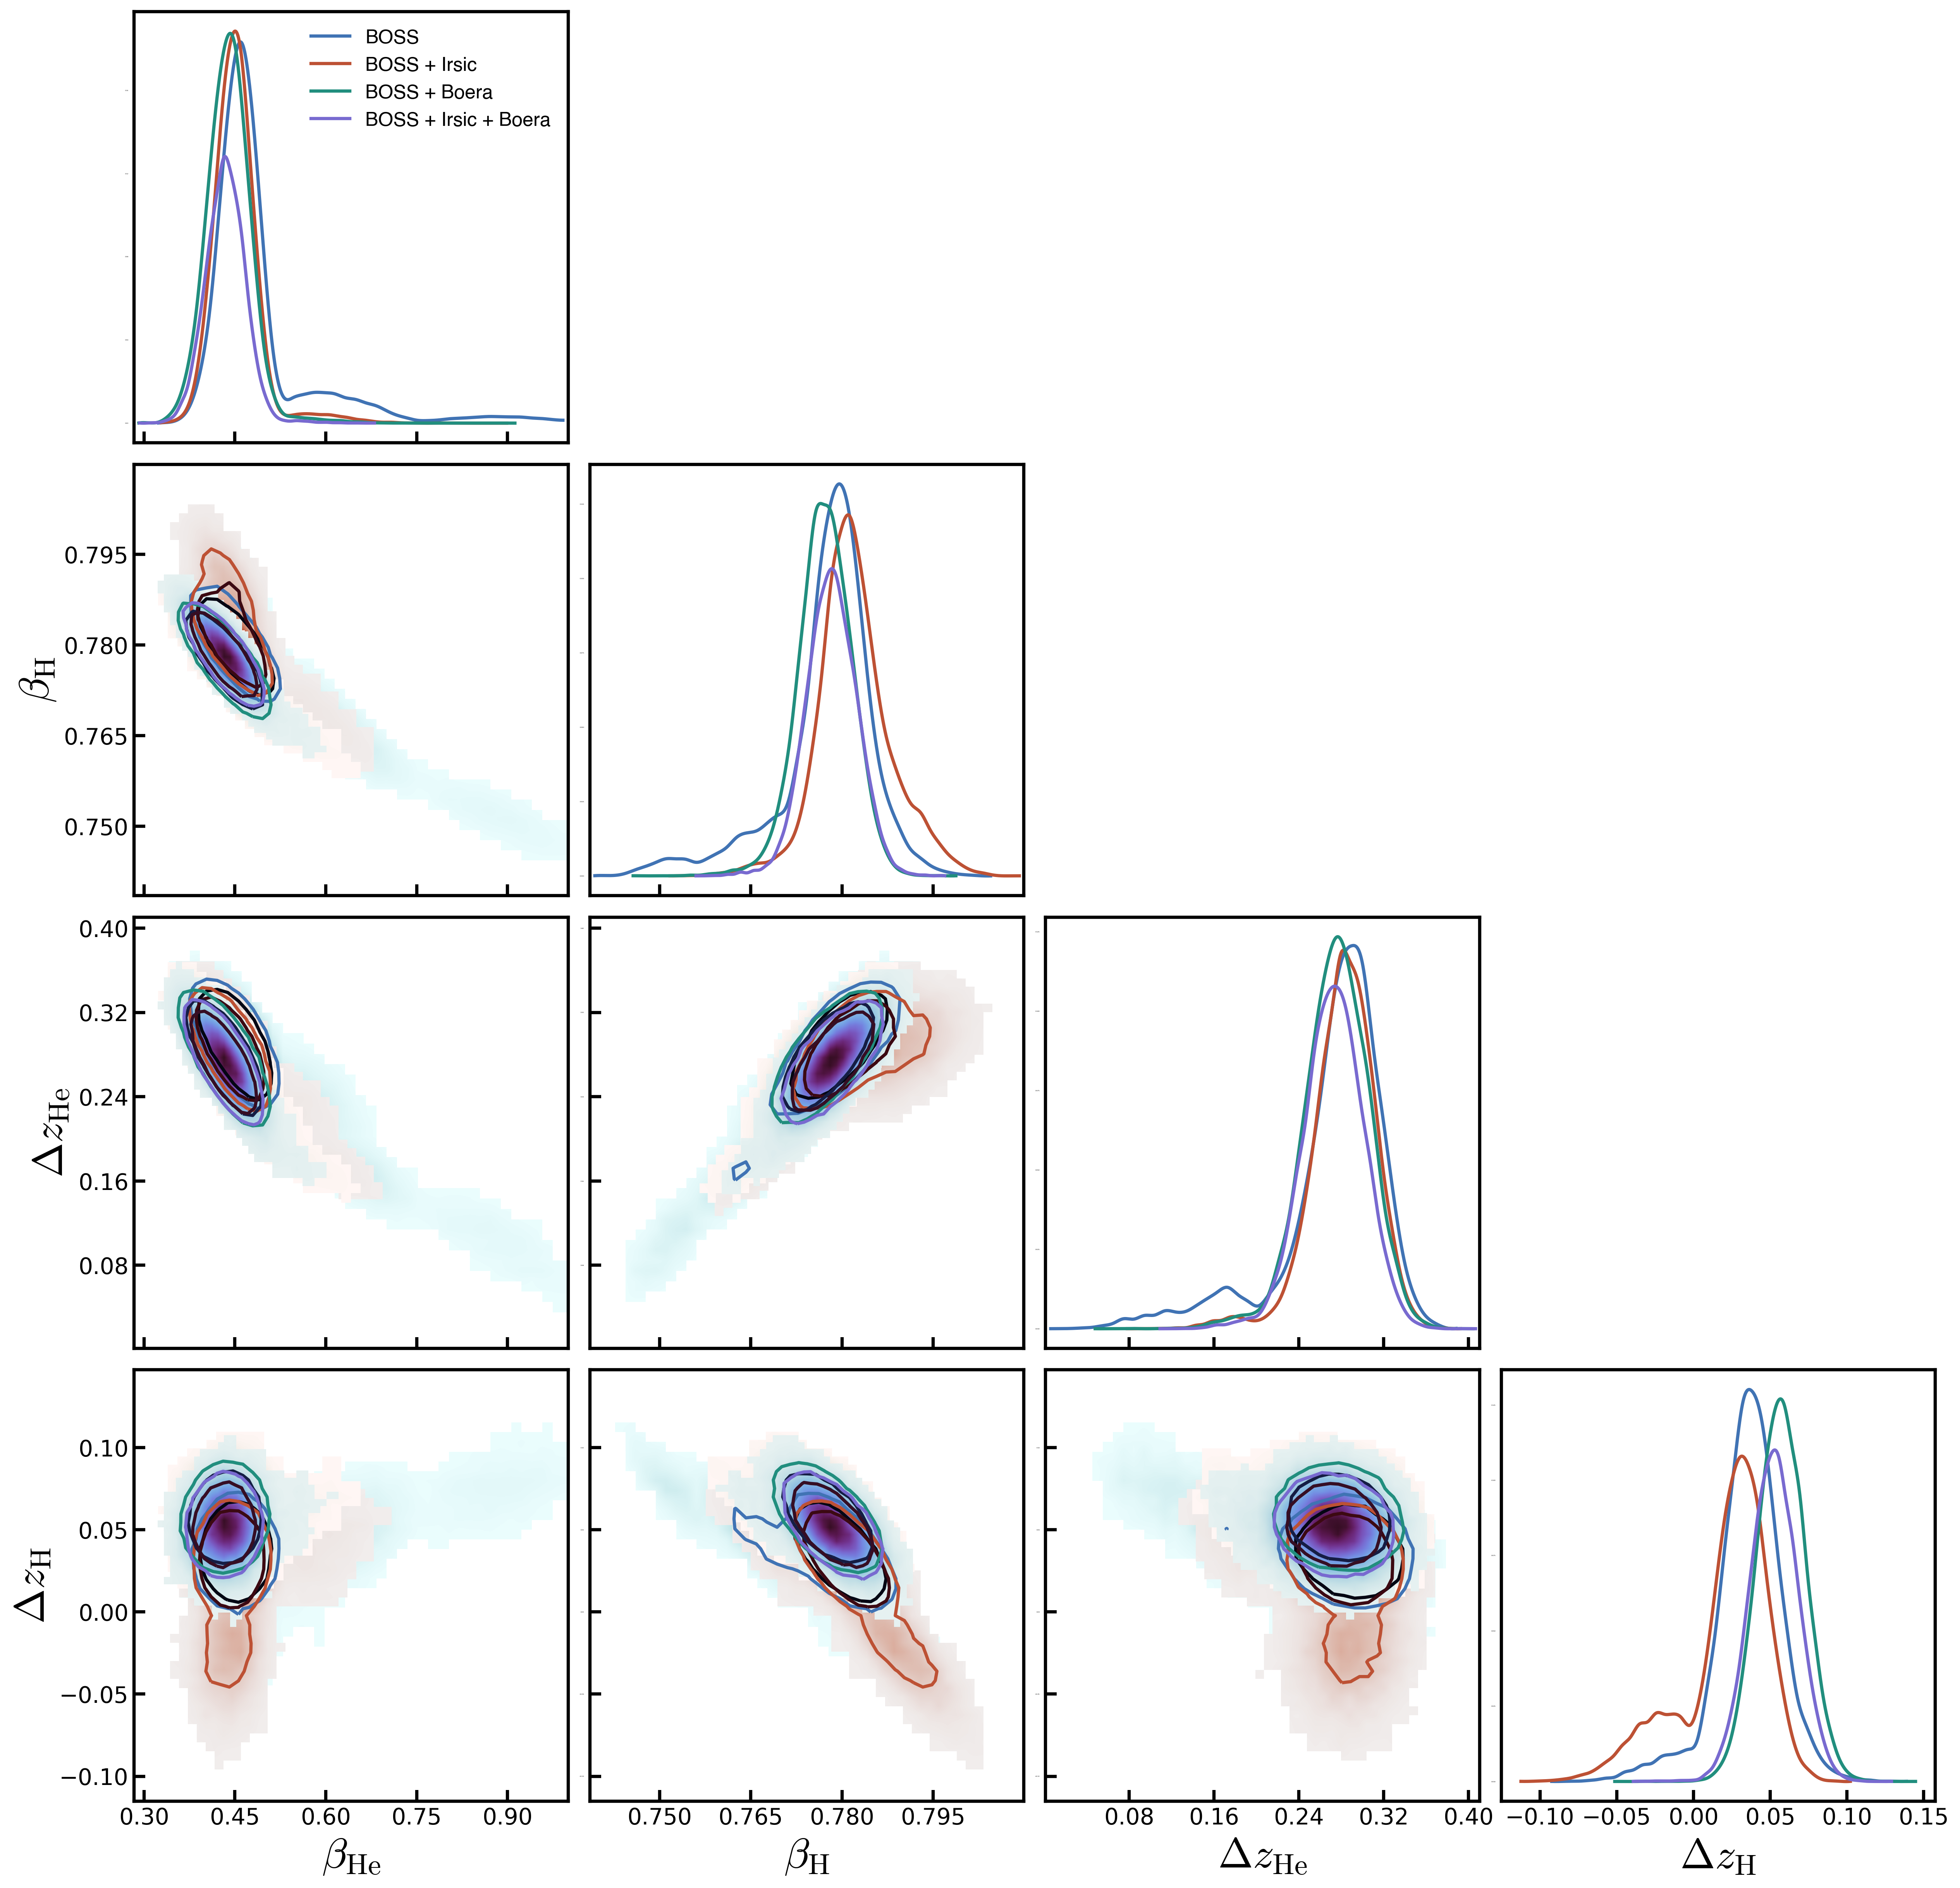 BOSS
BOSS + Irsic
BOSS + Boera
BOSS + Irsic + Boera
0.795
0.780
0.765
0.750
β_H
0.40
0.32
0.24
0.16
0.08
Δz_He
0.10
0.05
0.00
−0.05
−0.10
Δz_H
0.30 0.45 0.60 0.75 0.90
0.750 0.765 0.780 0.795
0.08 0.16 0.24 0.32 0.40
−0.10 −0.05 0.00 0.05 0.10 0.15
β_He
β_H
Δz_He
Δz_H